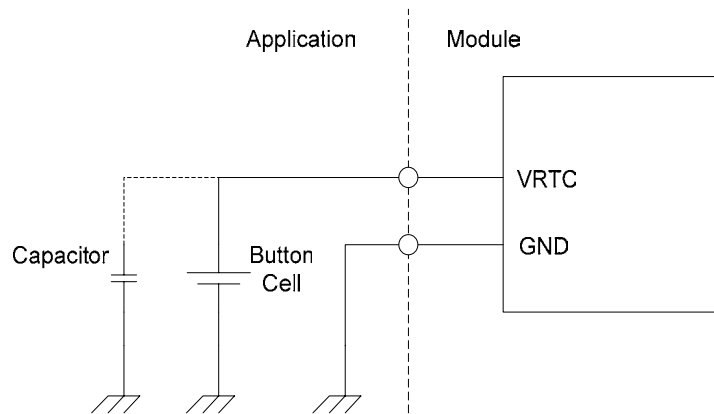 Application
Module
VRTC
GND
Capacitor
Button
Cell